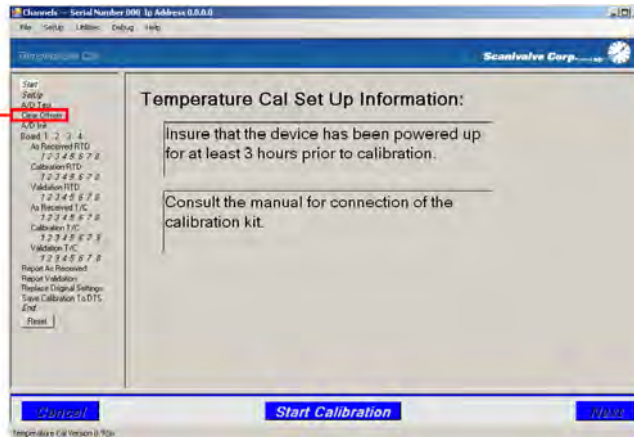 Channels -- Serial Number 000 Ip Address 0.0.0.0
File Setup Utilities Debug Help
Temperature Cal
Scanivalve Corp.
Start
SetUp
A/D Test
Clear Offsets
A/D Init
Board 1 2 3 4
As Received RTD
1 2 3 4 5 6 7 8
Calibration RTD
1 2 3 4 5 6 7 8
Validation RTD
1 2 3 4 5 6 7 8
As Received T/C
1 2 3 4 5 6 7 8
Calibration T/C
1 2 3 4 5 6 7 8
Validation T/C
1 2 3 4 5 6 7 8
Report As Received
Report Validation
Replace Original Settings
Save Calibration To DTS
End
Reset
Temperature Cal Set Up Information:
Insure that the device has been powered up
for at least 3 hours prior to calibration.
Consult the manual for connection of the
calibration kit.
Cancel
Start Calibration
Next
Temperature Cal Version